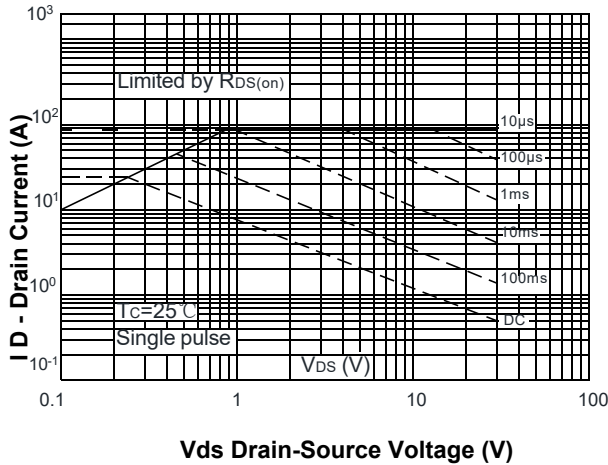 10³
Limited by RDS(on)
10²
10µs
100µs
1ms
10¹
10ms
100ms
10⁰
DC
TC=25℃
Single pulse
VDS (V)
10⁻¹
0.1 1 10 100
I D - Drain Current (A)
Vds Drain-Source Voltage (V)